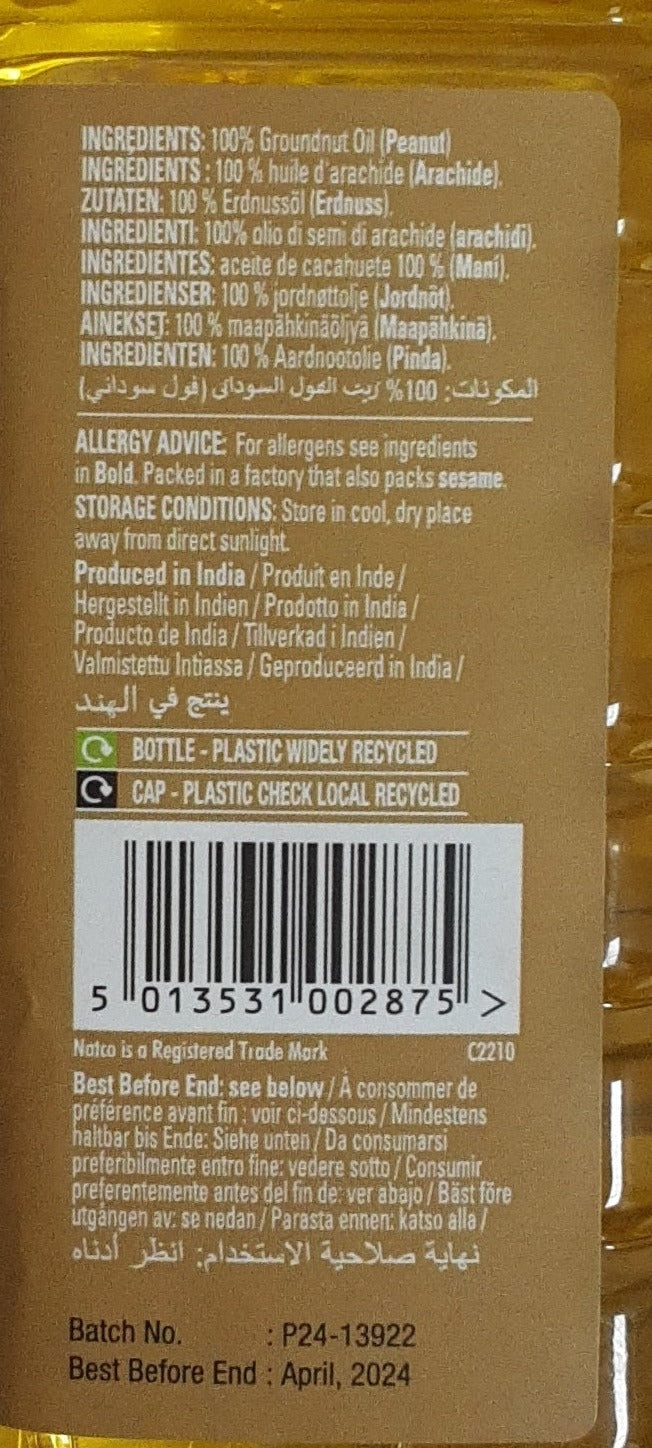 INGREDIENTS: 100% Groundnut Oil (Peanut)
INGRÉDIENTS : 100 % huile d'arachide (Arachide).
ZUTATEN: 100 % Erdnussöl (Erdnuss).
INGREDIENTI: 100% olio di semi di arachide (arachidi).
INGREDIENTES: aceite de cacahuete 100 % (Maní).
INGREDIENSER: 100 % jordnøttolje (Jordnöt).
AINEKSET: 100 % maapähkinäöljyä (Maapähkinä).
INGREDIËNTEN: 100 % Aardnootolie (Pinda).
المكونات: 100% زيت الفول السوداى (فول سوداني)
ALLERGY ADVICE: For allergens see ingredients
in Bold. Packed in a factory that also packs sesame.
STORAGE CONDITIONS: Store in cool, dry place
away from direct sunlight.
Produced in India / Produit en Inde /
Hergestellt in Indien / Prodotto in India /
Producto de India / Tillverkad i Indien /
Valmistettu Intiassa / Geproduceerd in India /
ينتج في الهند
BOTTLE - PLASTIC WIDELY RECYCLED
CAP - PLASTIC CHECK LOCAL RECYCLED
5 013531 002875 >
Natco is a Registered Trade Mark C2210
Best Before End: see below / À consommer de
préférence avant fin : voir ci-dessous / Mindestens
haltbar bis Ende: Siehe unten / Da consumarsi
preferibilmente entro fine: vedere sotto / Consumir
preferentemente antes del fin de: ver abajo / Bäst före
utgången av: se nedan / Parasta ennen: katso alla /
نهاية صلاحية الاستخدام: انظر أدناه
Batch No. : P24-13922
Best Before End : April, 2024